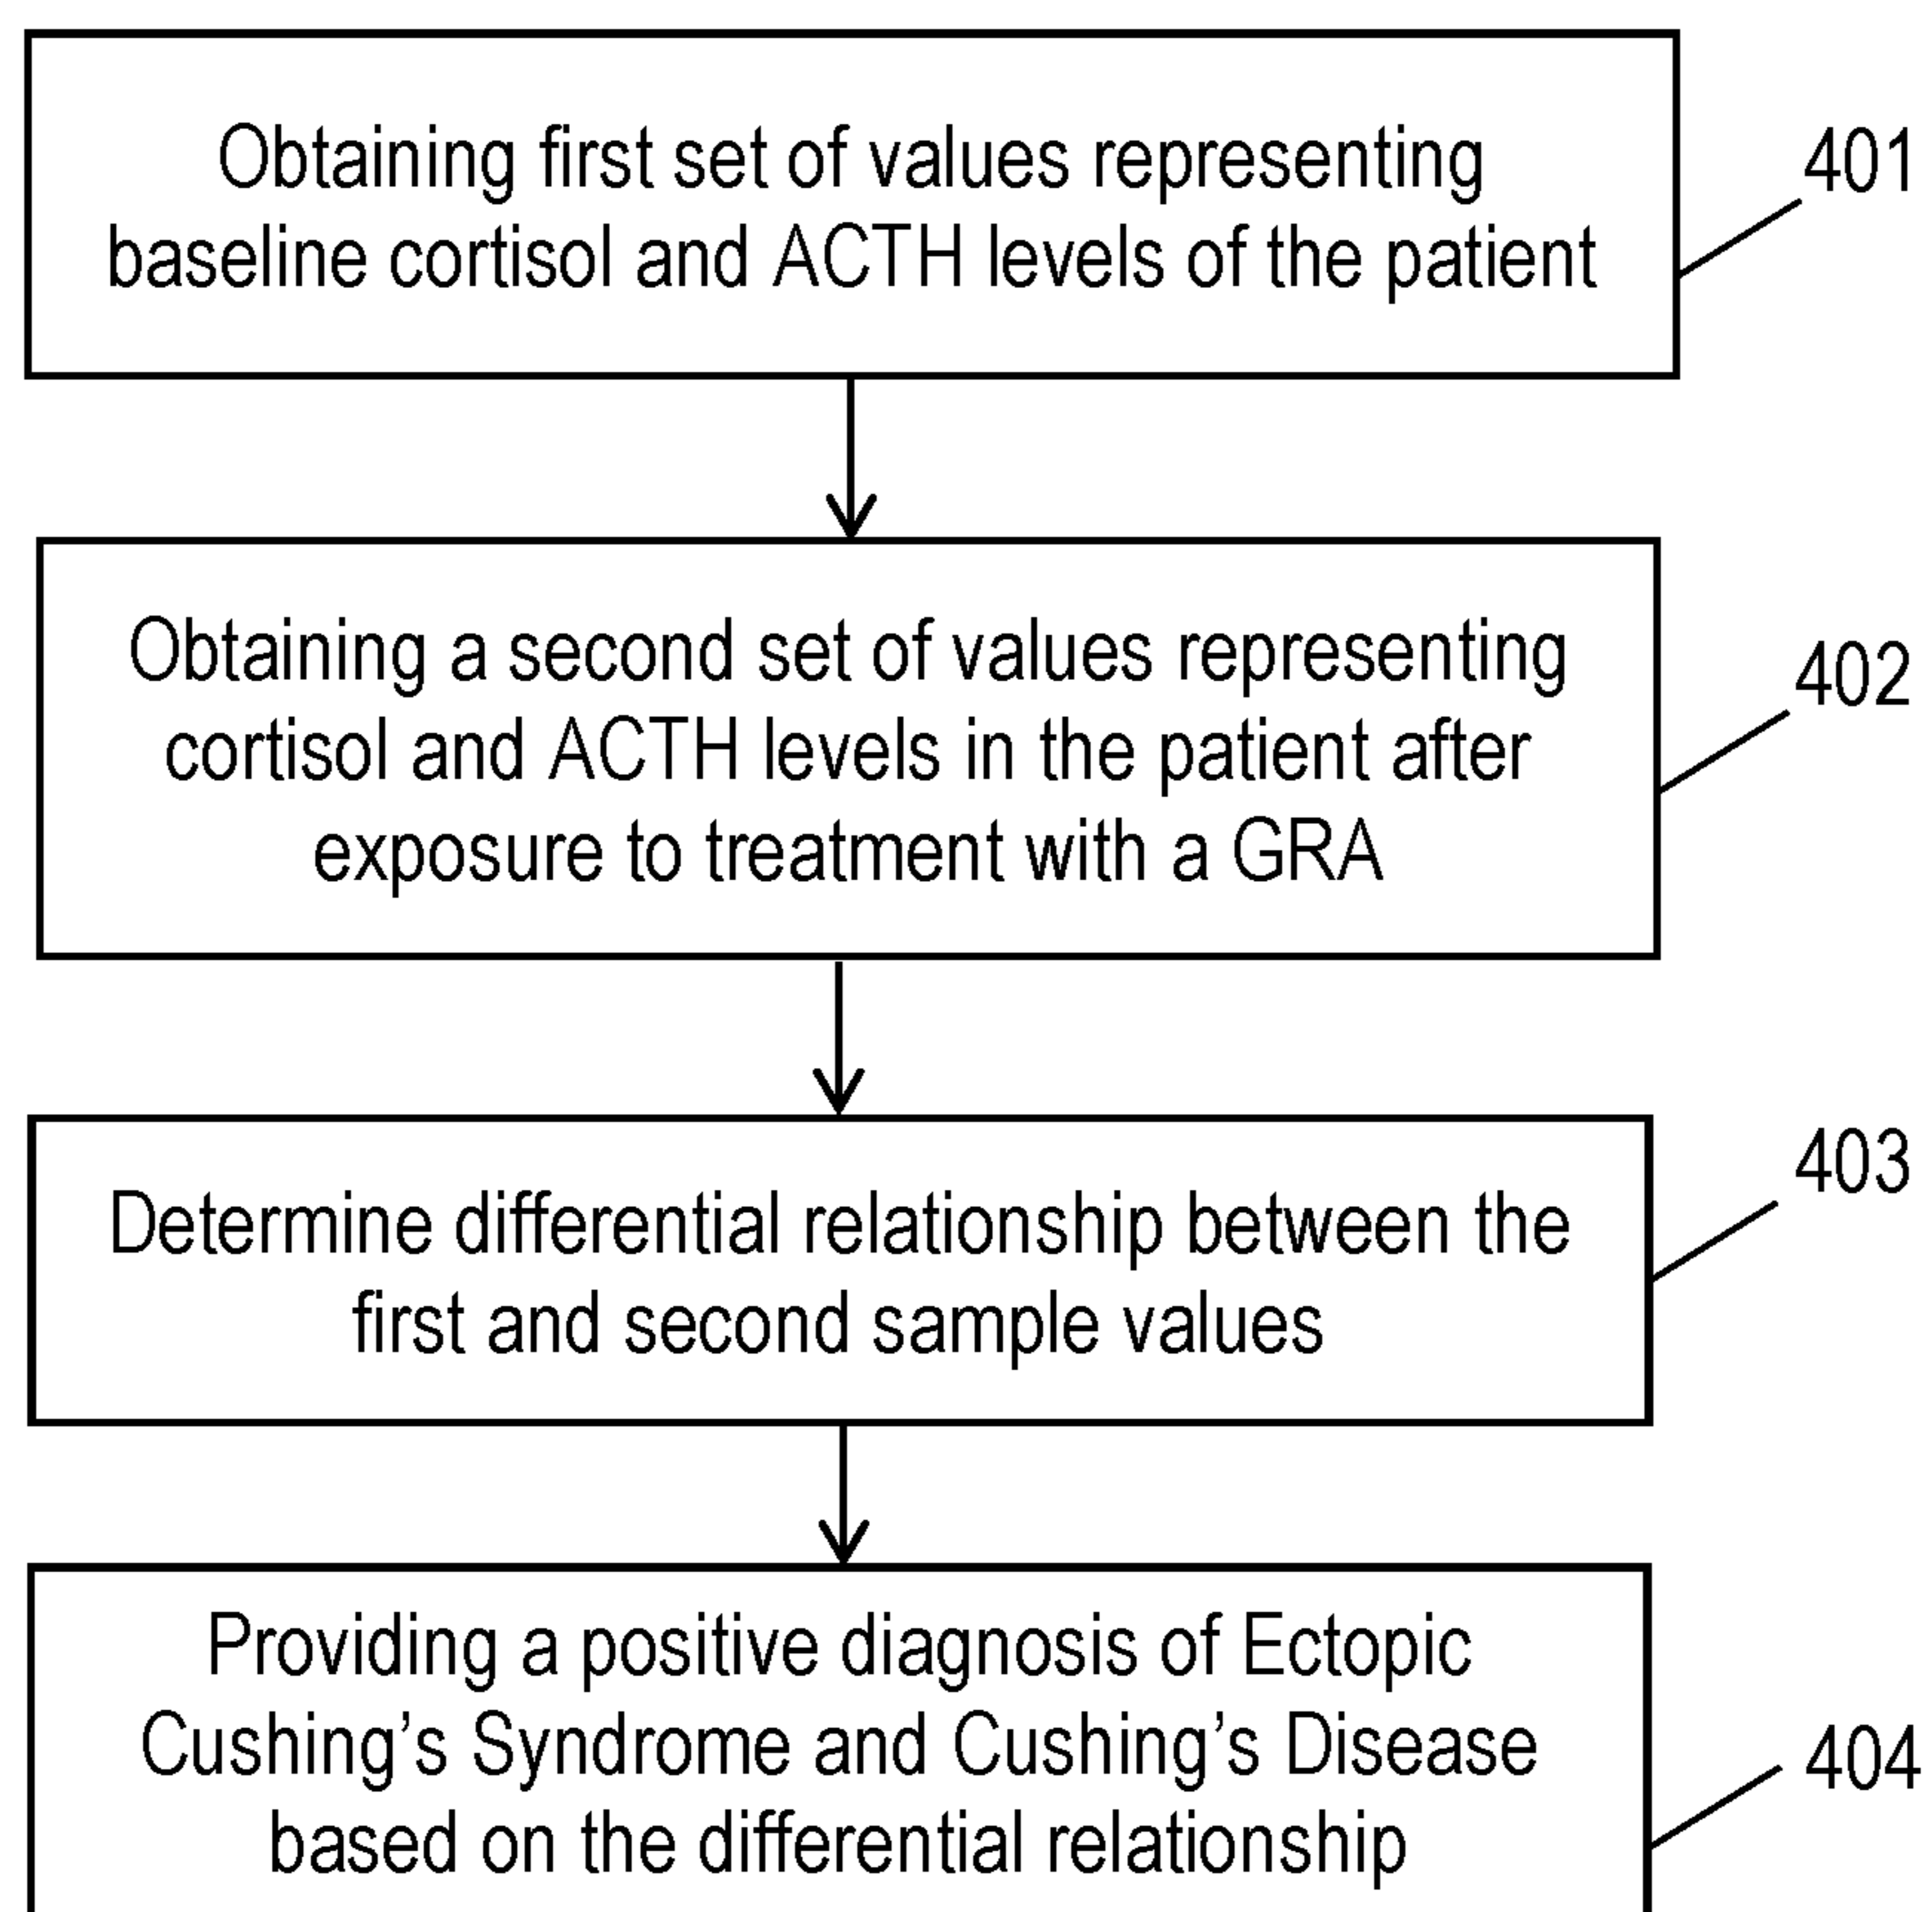 Obtaining first set of values representing
baseline cortisol and ACTH levels of the patient
401
Obtaining a second set of values representing
cortisol and ACTH levels in the patient after
exposure to treatment with a GRA
402
Determine differential relationship between the
first and second sample values
403
Providing a positive diagnosis of Ectopic
Cushing’s Syndrome and Cushing’s Disease
based on the differential relationship
404